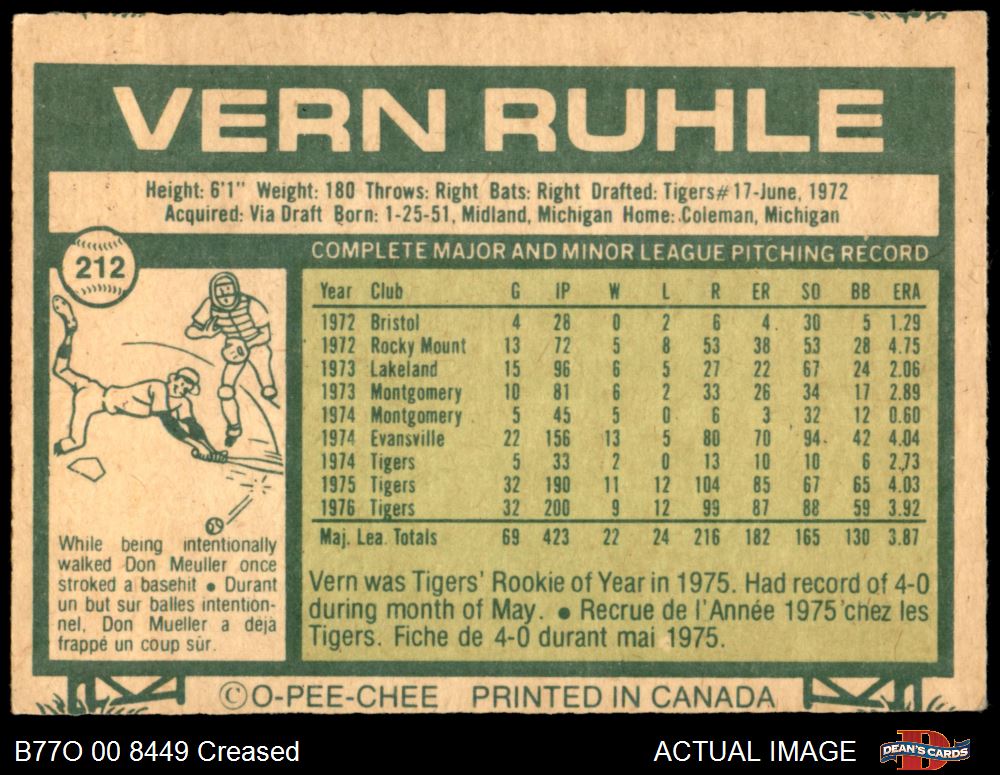 VERN RUHLE
Height: 6'1" Weight: 180 Throws: Right Bats: Right Drafted: Tigers#17-June, 1972
Acquired: Via Draft Born: 1-25-51, Midland, Michigan Home: Coleman, Michigan
212
COMPLETE MAJOR AND MINOR LEAGUE PITCHING RECORD
Year Club G IP W L R ER SO BB ERA
1972 Bristol 4 28 0 2 6 4 30 5 1.29
1972 Rocky Mount 13 72 5 8 53 38 53 28 4.75
1973 Lakeland 15 96 6 5 27 22 67 24 2.06
1973 Montgomery 10 81 6 2 33 26 34 17 2.89
1974 Montgomery 5 45 5 0 6 3 32 12 0.60
1974 Evansville 22 156 13 5 80 70 94 42 4.04
1974 Tigers 5 33 2 0 13 10 10 6 2.73
1975 Tigers 32 190 11 12 104 85 67 65 4.03
1976 Tigers 32 200 9 12 99 87 88 59 3.92
Maj. Lea. Totals 69 423 22 24 216 182 165 130 3.87
While being intentionally
walked Don Meuller once
stroked a basehit • Durant
un but sur balles intention-
nel, Don Mueller a déjà
frappé un coup sûr.
Vern was Tigers' Rookie of Year in 1975. Had record of 4-0
during month of May. • Recrue de l'Année 1975 chez les
Tigers. Fiche de 4-0 durant mai 1975.
©O-PEE-CHEE PRINTED IN CANADA
B77O 00 8449 Creased
ACTUAL IMAGE
D
DEAN'S CARDS